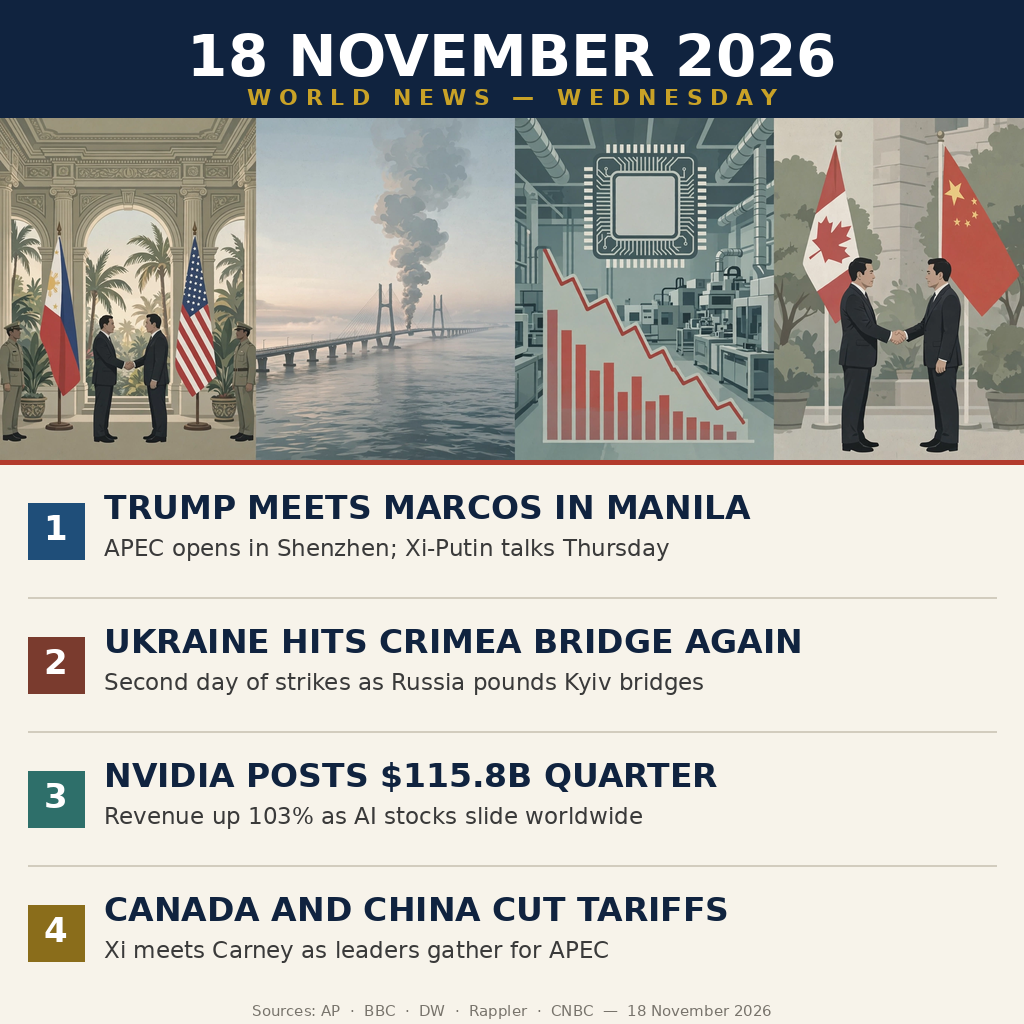 18 NOVEMBER 2026
WORLD NEWS — WEDNESDAY
1
TRUMP MEETS MARCOS IN MANILA
APEC opens in Shenzhen; Xi-Putin talks Thursday
2
UKRAINE HITS CRIMEA BRIDGE AGAIN
Second day of strikes as Russia pounds Kyiv bridges
3
NVIDIA POSTS $115.8B QUARTER
Revenue up 103% as AI stocks slide worldwide
4
CANADA AND CHINA CUT TARIFFS
Xi meets Carney as leaders gather for APEC
Sources: AP · BBC · DW · Rappler · CNBC — 18 November 2026